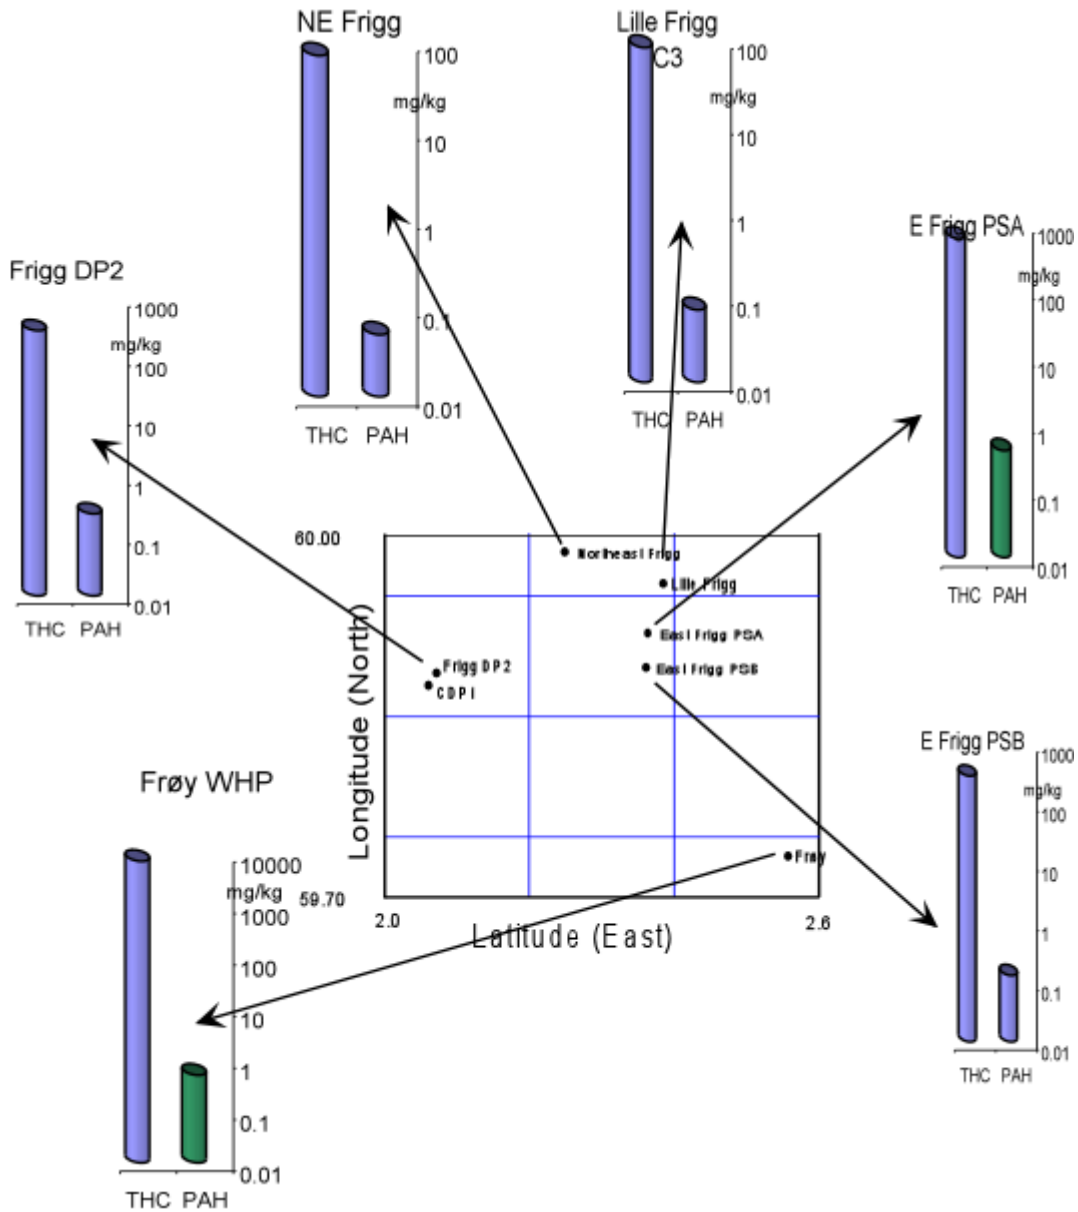 NE Frigg
100
mg/kg
10
1
0.1
0.01
THC PAH
Lille Frigg
C3
100
mg/kg
10
1
0.1
0.01
THC PAH
E Frigg PSA
1000
mg/kg
100
10
1
0.1
0.01
THC PAH
Frigg DP2
1000
mg/kg
100
10
1
0.1
0.01
THC PAH
60.00
Longitude (North)
59.70
2.0
Latitude (East)
2.6
Northeast Frigg
Lille Frigg
East Frigg PSA
East Frigg PSB
Frigg DP2
CDP1
Frøy
E Frigg PSB
1000
mg/kg
100
10
1
0.1
0.01
THC PAH
Frøy WHP
10000
mg/kg
1000
100
10
1
0.1
0.01
THC PAH